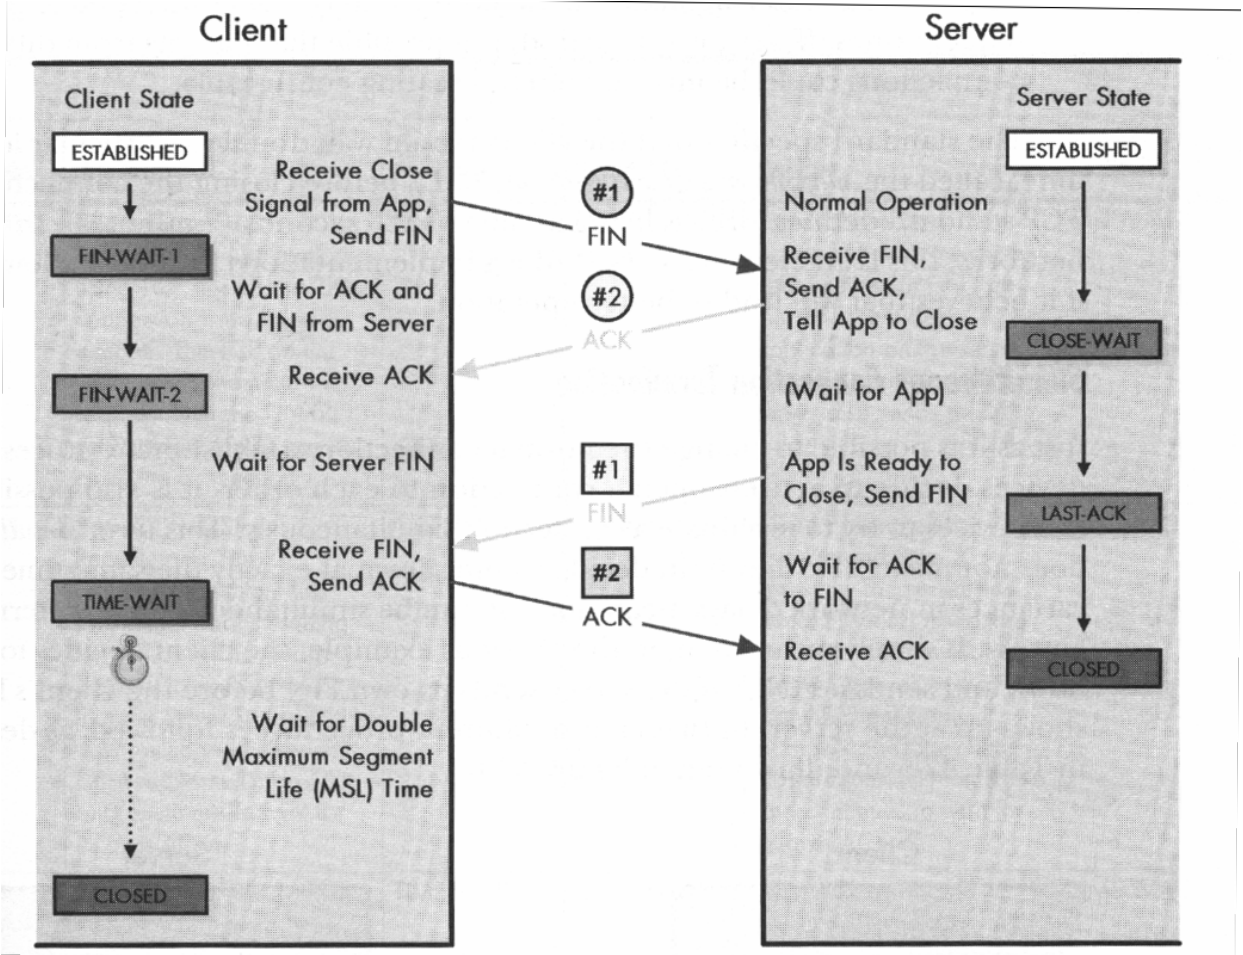 Client
Server
Client State
ESTABLISHED
Receive Close
Signal from App,
Send FIN
FIN-WAIT-1
Wait for ACK and
FIN from Server
Receive ACK
FIN-WAIT-2
Wait for Server FIN
Receive FIN,
Send ACK
TIME-WAIT
Wait for Double
Maximum Segment
Life (MSL) Time
CLOSED
#1
FIN
#2
ACK
#1
FIN
#2
ACK
Server State
ESTABLISHED
Normal Operation
Receive FIN,
Send ACK,
Tell App to Close
CLOSE-WAIT
(Wait for App)
App Is Ready to
Close, Send FIN
LAST-ACK
Wait for ACK
to FIN
Receive ACK
CLOSED